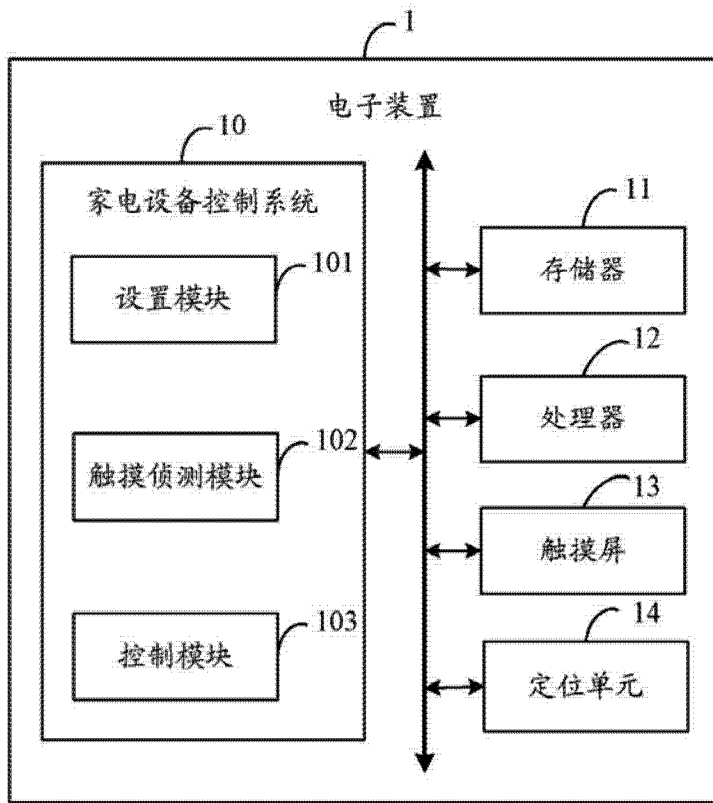 1
电子装置
10
家电设备控制系统
101
设置模块
102
触摸侦测模块
103
控制模块
11
存储器
12
处理器
13
触摸屏
14
定位单元